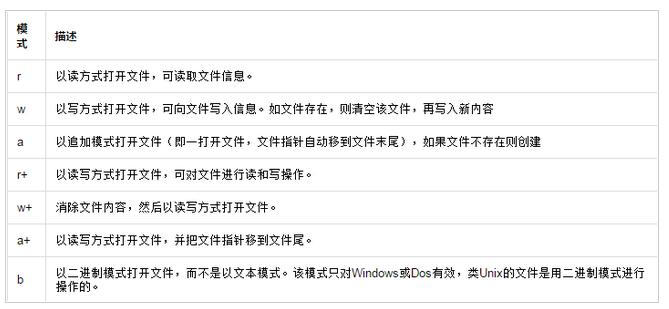 模
式
描述
r
以读方式打开文件，可读取文件信息。
w
以写方式打开文件，可向文件写入信息。如文件存在，则清空该文件，再写入新内容
a
以追加模式打开文件（即一打开文件，文件指针自动移到文件末尾），如果文件不存在则创建
r+
以读写方式打开文件，可对文件进行读和写操作。
w+
消除文件内容，然后以读写方式打开文件。
a+
以读写方式打开文件，并把文件指针移到文件尾。
b
以二进制模式打开文件，而不是以文本模式。该模式只对Windows或Dos有效，类Unix的文件是用二进制模式进行
操作的。